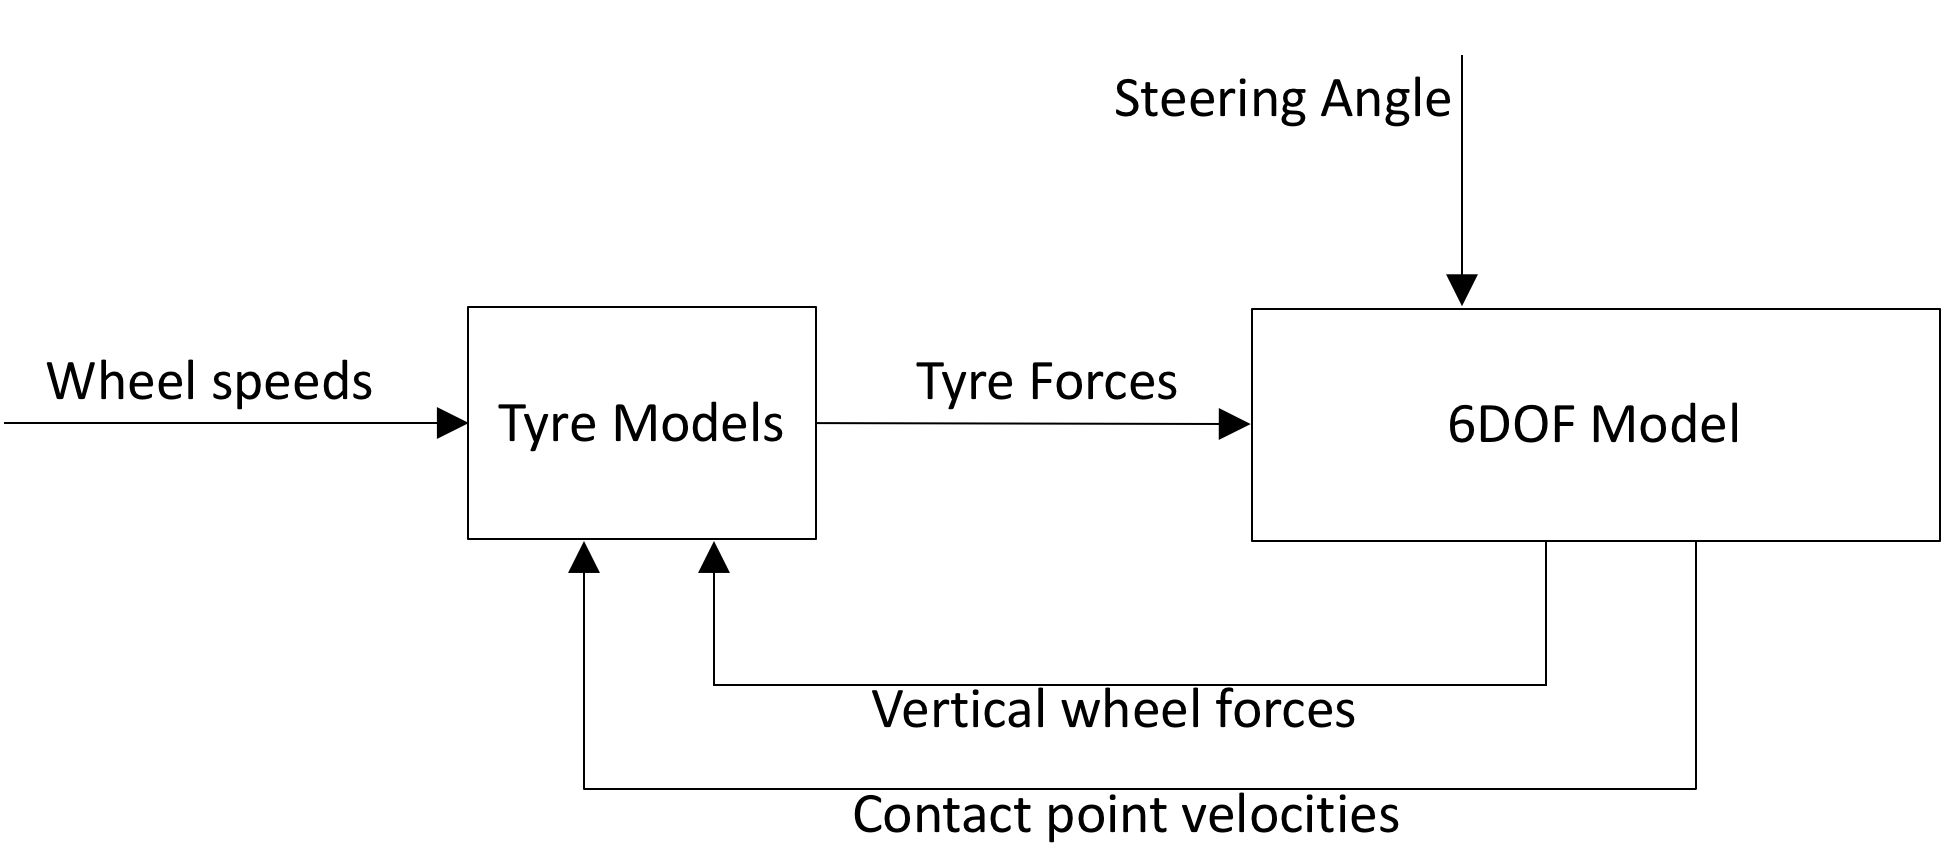 Steering Angle
Wheel speeds
Tyre Models
Tyre Forces
6DOF Model
Vertical wheel forces
Contact point velocities